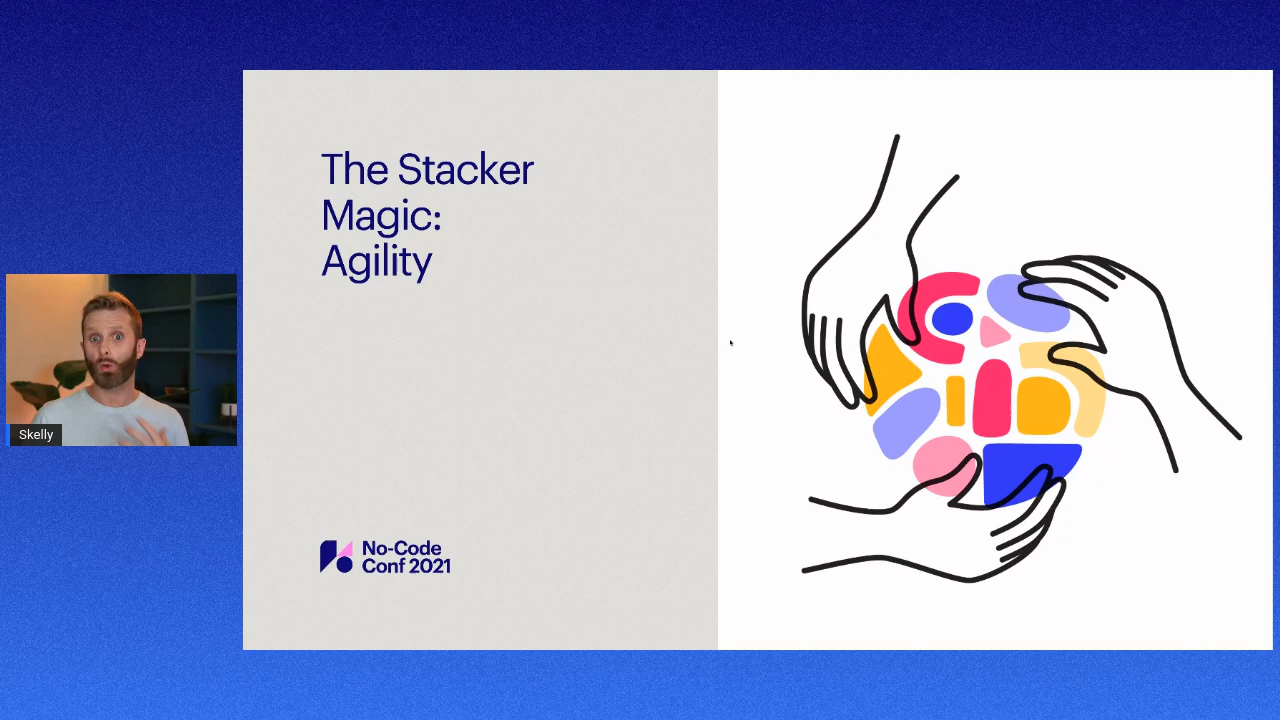 The Stacker
Magic:
Agility
Skelly
No-Code
Conf 2021